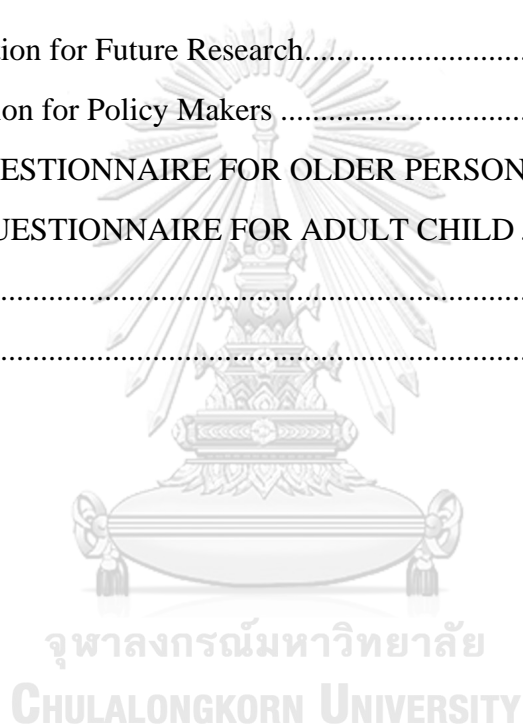 tion for Future Research.............................
ion for Policy Makers ................................
ESTIONNAIRE FOR OLDER PERSON
UESTIONNAIRE FOR ADULT CHILD .
................................................................
................................................................
จุฬาลงกรณ์มหาวิทยาลัย
CHULALONGKORN UNIVERSITY